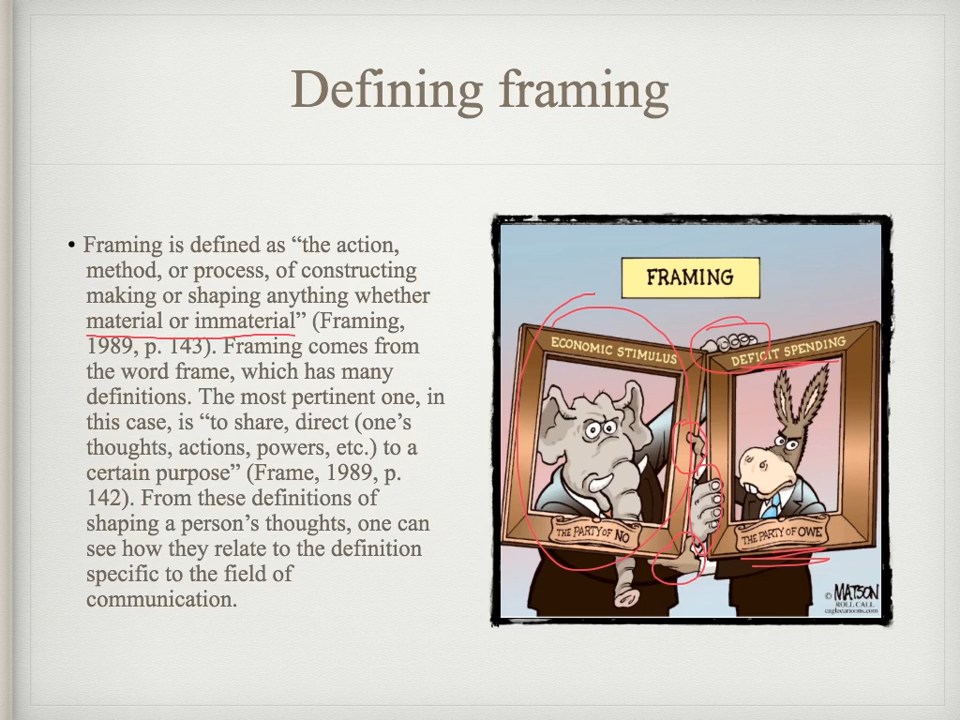 Defining framing
• Framing is defined as “the action,
method, or process, of constructing
making or shaping anything whether
material or immaterial” (Framing,
1989, p. 143). Framing comes from
the word frame, which has many
definitions. The most pertinent one, in
this case, is “to share, direct (one’s
thoughts, actions, powers, etc.) to a
certain purpose” (Frame, 1989, p.
142). From these definitions of
shaping a person’s thoughts, one can
see how they relate to the definition
specific to the field of
communication.
FRAMING
ECONOMIC STIMULUS
THE PARTY OF NO
DEFICIT SPENDING
THE PARTY OF OWE
© MATSON
ROLL CALL
caglecartoons.com